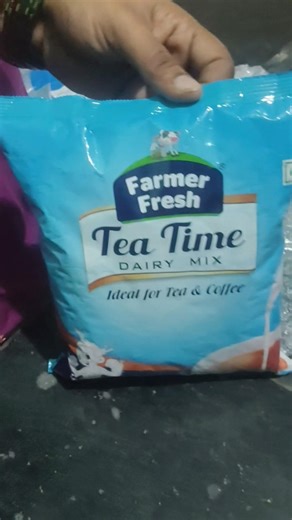 Farmer
Fresh
Tea Time
DAIRY MIX
Ideal for Tea & Coffee